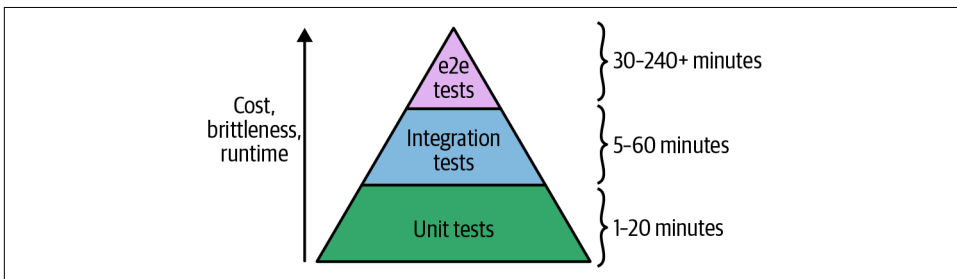 Cost,
brittleness,
runtime
e2e
tests
30–240+ minutes
Integration
tests
5–60 minutes
Unit tests
1–20 minutes